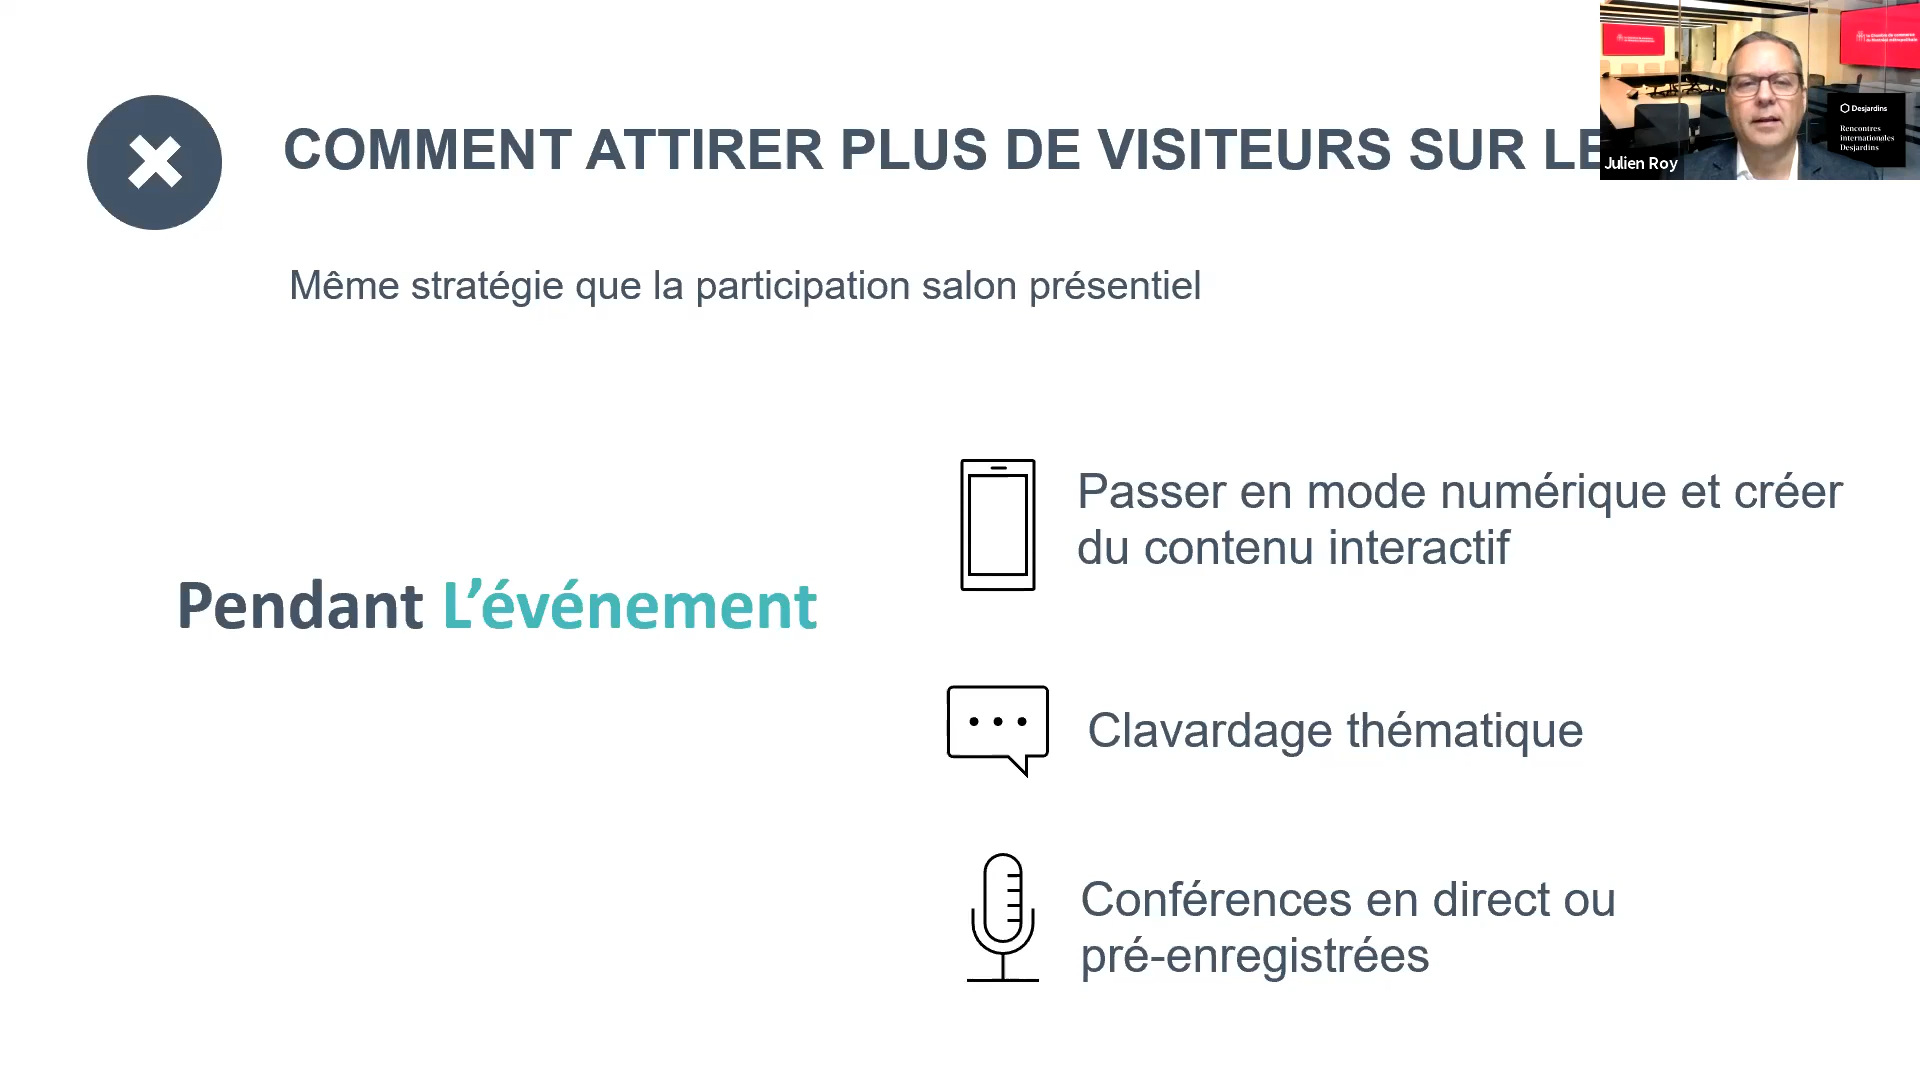 COMMENT ATTIRER PLUS DE VISITEURS SUR LE
Julien Roy
Desjardins
Rencontres
internationales
Desjardins
Même stratégie que la participation salon présentiel
Pendant L’événement
Passer en mode numérique et créer
du contenu interactif
Clavardage thématique
Conférences en direct ou
pré-enregistrées